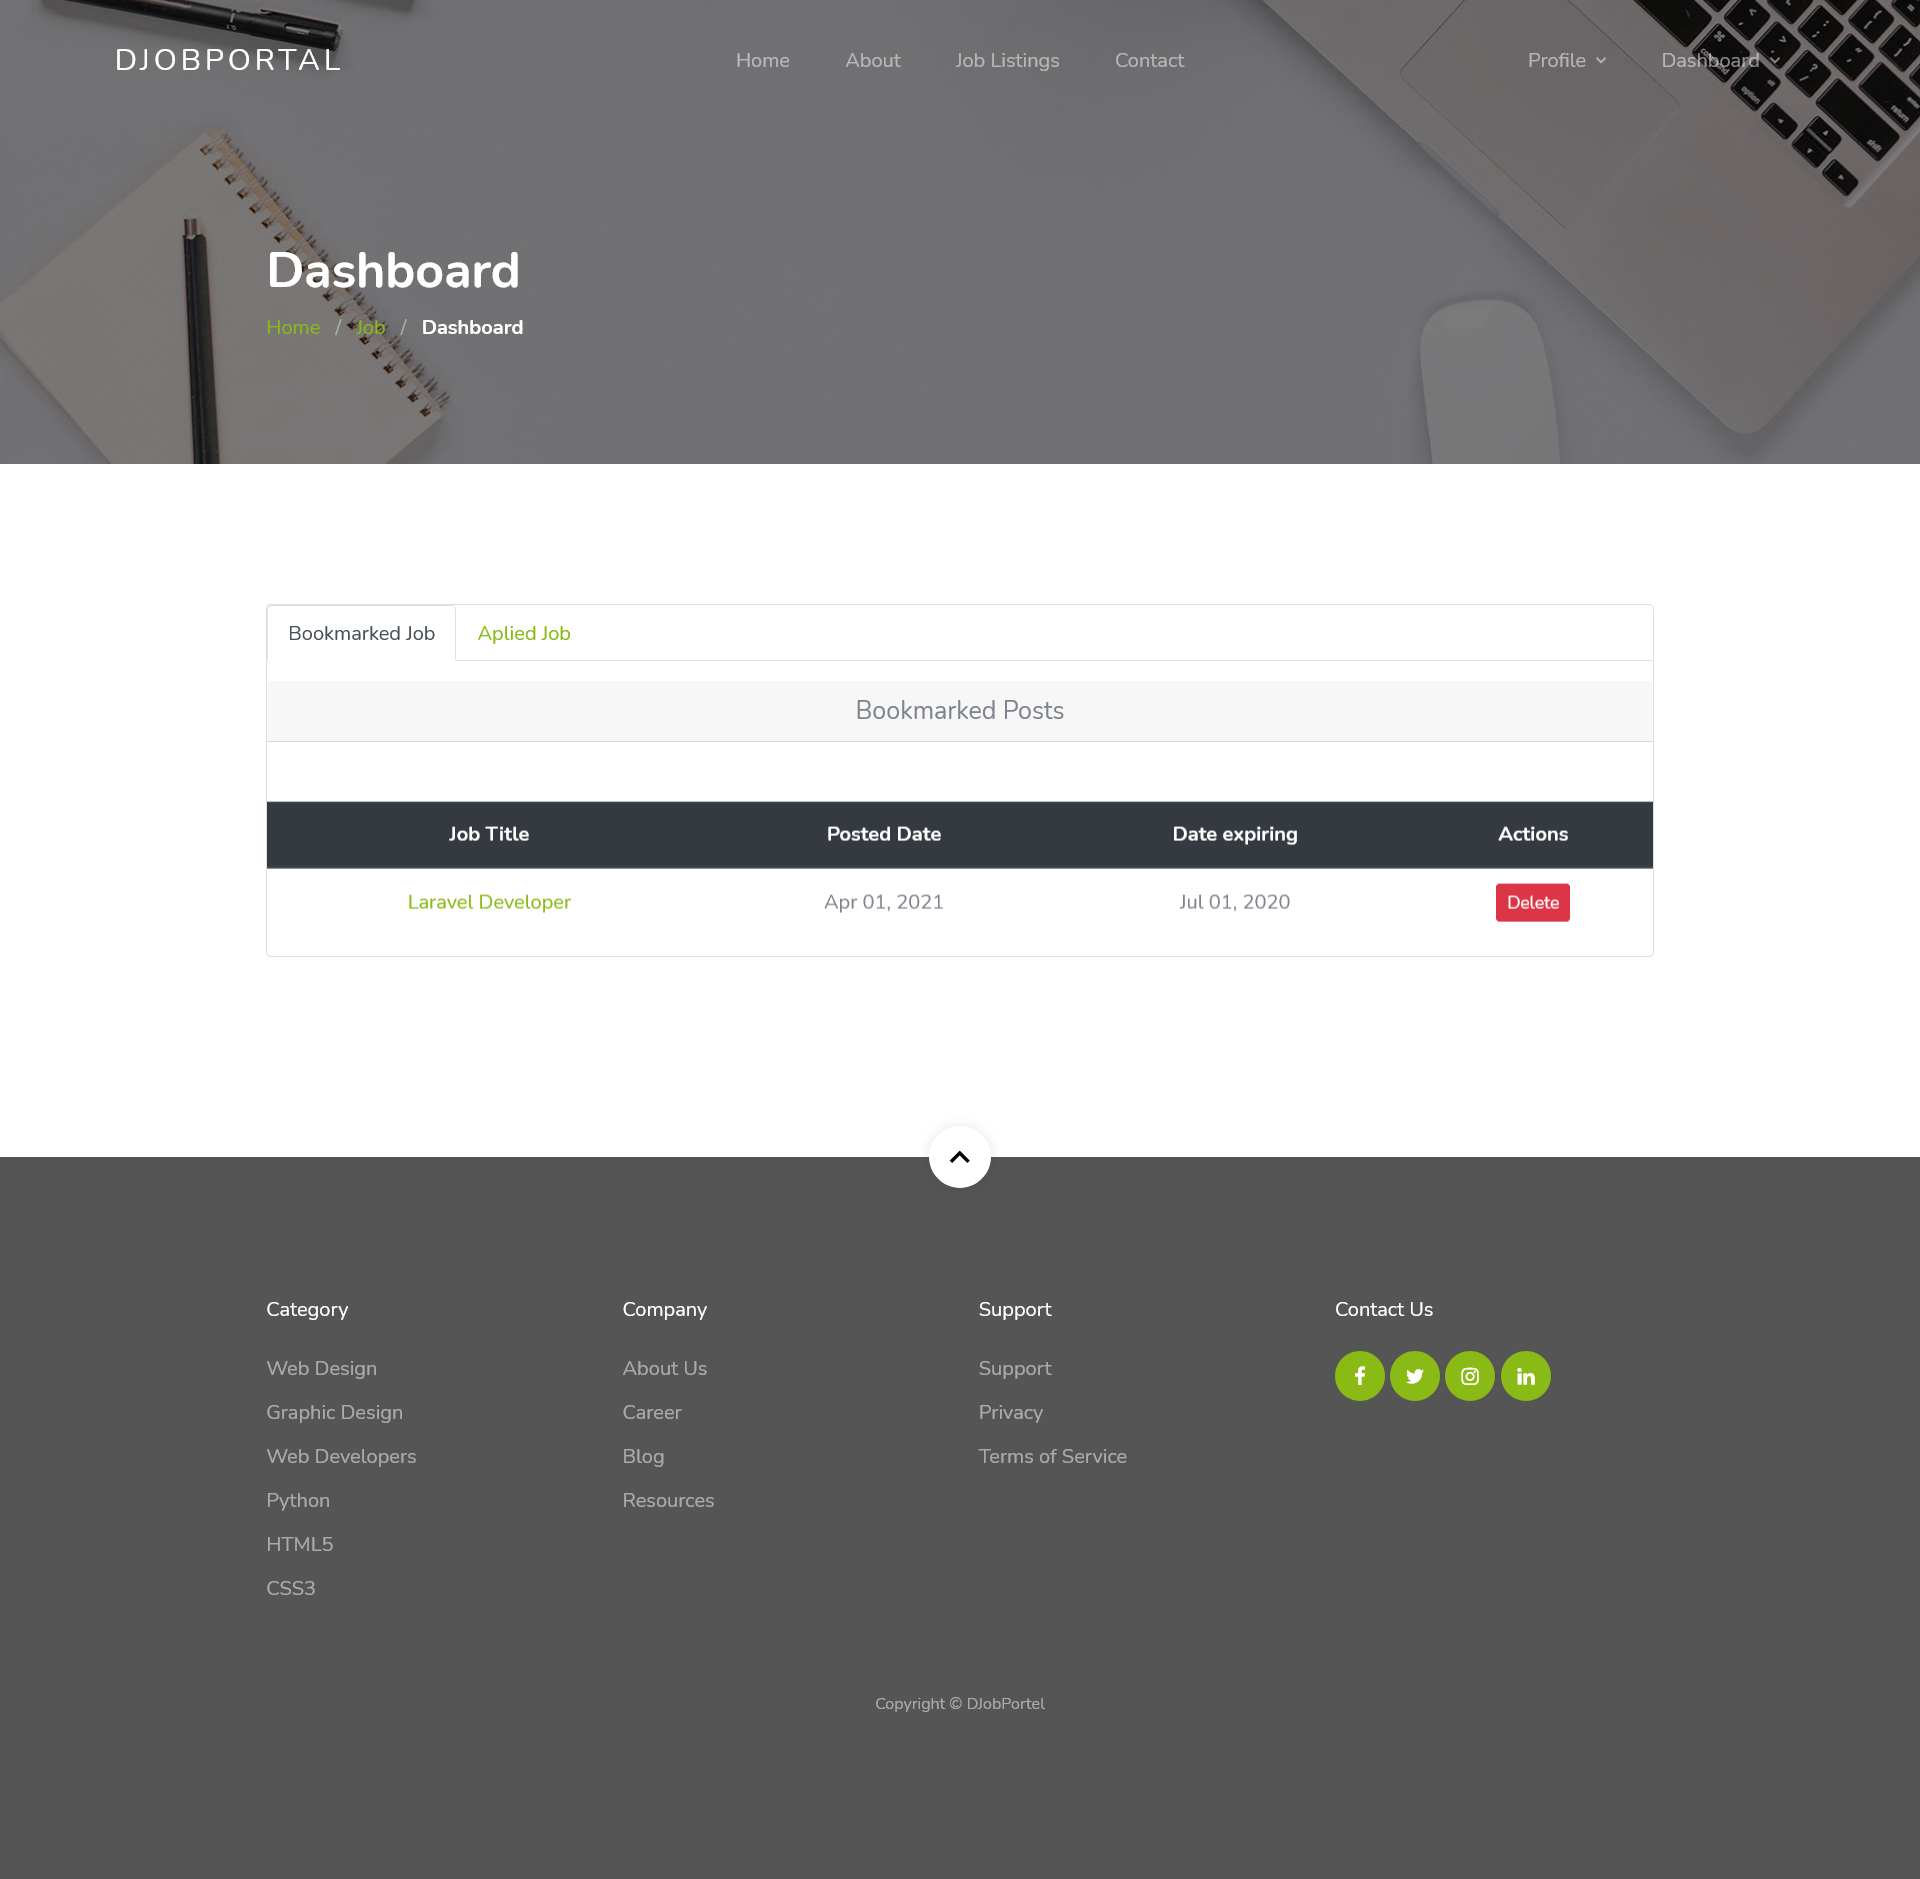 DJOBPORTAL Home About Job Listings Contact Profile Dashboard
Dashboard
Home / Job / Dashboard
Bookmarked Job Aplied Job
Bookmarked Posts
Job Title Posted Date Date expiring Actions
Laravel Developer Apr 01, 2021 Jul 01, 2020 Delete
Category Company Support Contact Us
Web Design About Us Support
Graphic Design Career Privacy
Web Developers Blog Terms of Service
Python Resources
HTML5
CSS3
Copyright © DJobPortel